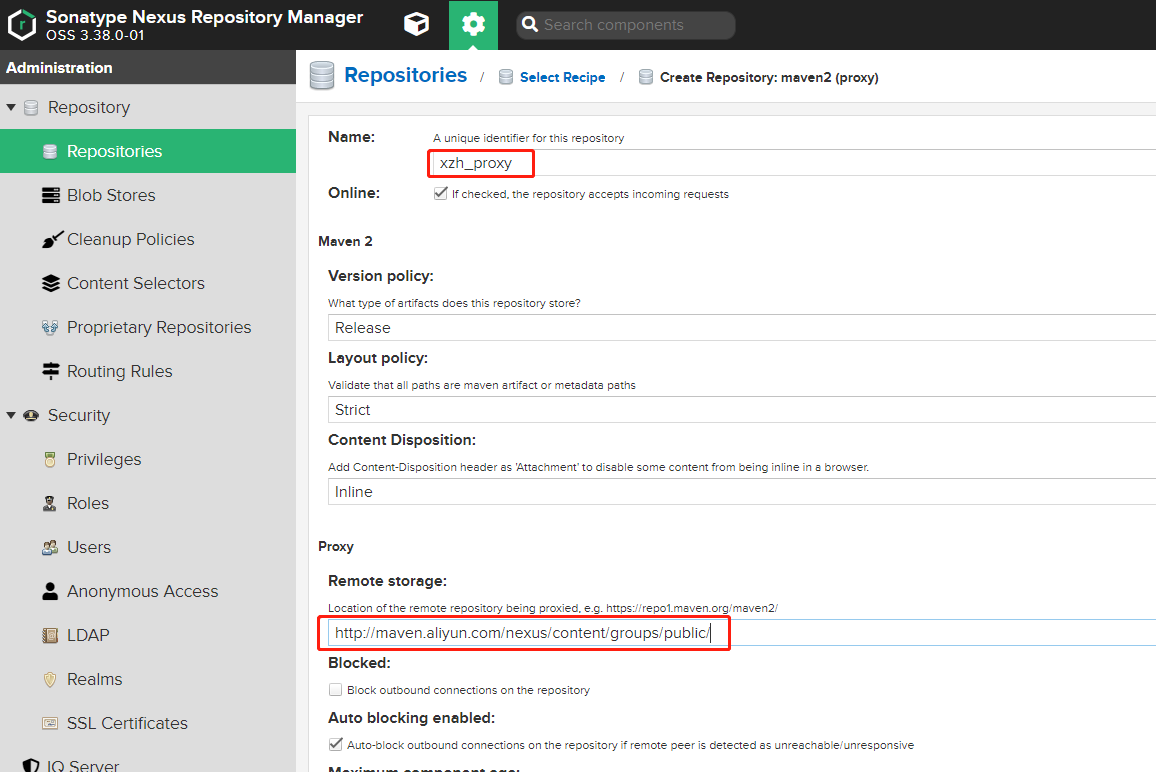 Sonatype Nexus Repository Manager
OSS 3.38.0-01
Search components
Administration
Repository
Repositories
Blob Stores
Cleanup Policies
Content Selectors
Proprietary Repositories
Routing Rules
Security
Privileges
Roles
Users
Anonymous Access
LDAP
Realms
SSL Certificates
IQ Server
Repositories / Select Recipe / Create Repository: maven2 (proxy)
Name: A unique identifier for this repository
xzh_proxy
Online: If checked, the repository accepts incoming requests
Maven 2
Version policy:
What type of artifacts does this repository store?
Release
Layout policy:
Validate that all paths are maven artifact or metadata paths
Strict
Content Disposition:
Add Content-Disposition header as 'Attachment' to disable some content from being inline in a browser.
Inline
Proxy
Remote storage:
Location of the remote repository being proxied, e.g. https://repo1.maven.org/maven2/
http://maven.aliyun.com/nexus/content/groups/public/
Blocked:
Block outbound connections on the repository
Auto blocking enabled:
Auto-block outbound connections on the repository if remote peer is detected as unreachable/unresponsive
Maximum component age: